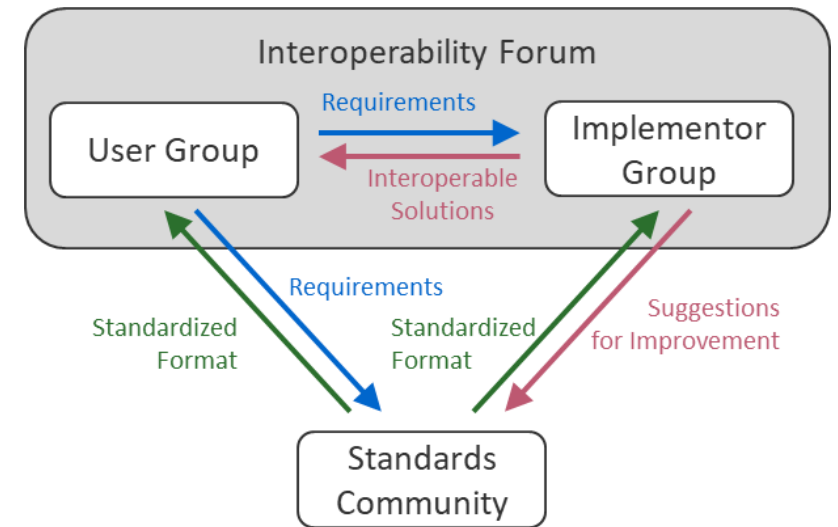 Interoperability Forum
Requirements
User Group
Implementor
Group
Interoperable
Solutions
Requirements
Standardized
Format
Standardized
Format
Suggestions
for Improvement
Standards
Community